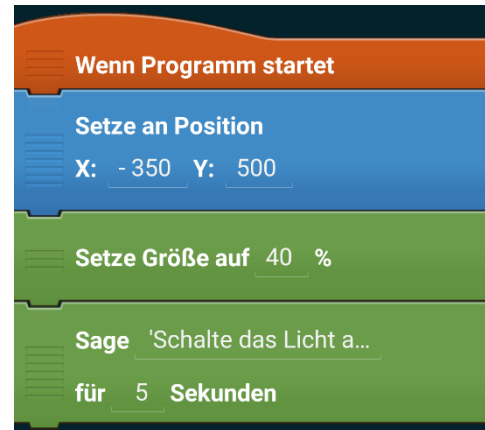 Wenn Programm startet
Setze an Position
X: - 350 Y: 500
Setze Größe auf 40 %
Sage 'Schalte das Licht a...
für 5 Sekunden